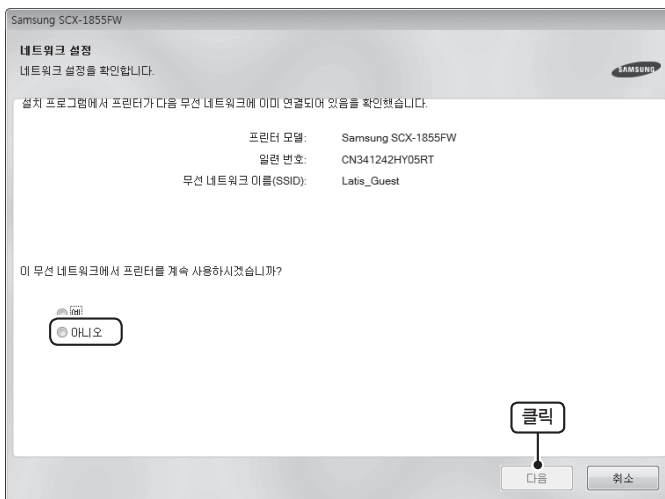 Samsung SCX-1855FW
네트워크 설정
네트워크 설정을 확인합니다.
SAMSUNG
설치 프로그램에서 프린터가 다음 무선 네트워크에 이미 연결되어 있음을 확인했습니다.
프린터 모델: Samsung SCX-1855FW
일련 번호: CN341242HY05RT
무선 네트워크 이름(SSID): Latis_Guest
이 무선 네트워크에서 프린터를 계속 사용하시겠습니까?
예
아니오
클릭
다음 취소